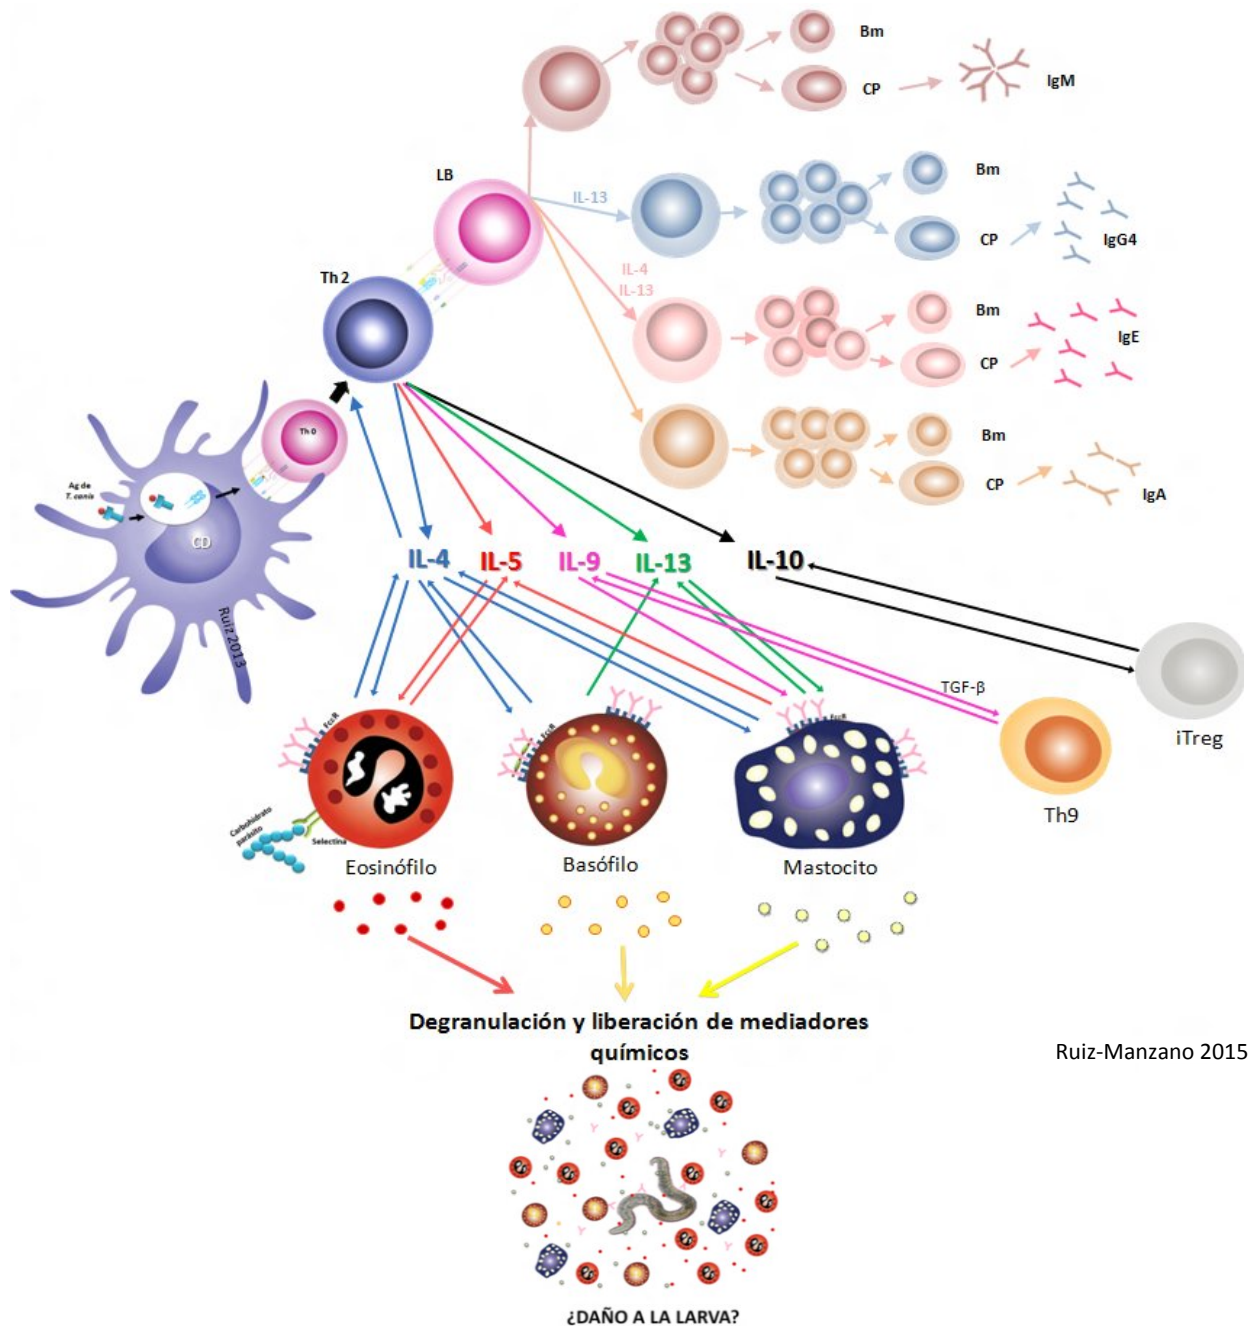 Bm
CP
IgM
LB
IL-13
Bm
CP
IgG4
Th 2
IL-4
IL-13
Bm
IgE
CP
Th 0
Bm
CP
IgA
Ag de
T. canis
CD
Ruiz 2013
IL-4
IL-5
IL-9
IL-13
IL-10
TGF-β
iTreg
Th9
FcεR
FcεR
FcεR
Carbohidrato
parásito
Selectina
Eosinófilo
Basófilo
Mastocito
Degranulación y liberación de mediadores
químicos
Ruiz-Manzano 2015
¿DAÑO A LA LARVA?